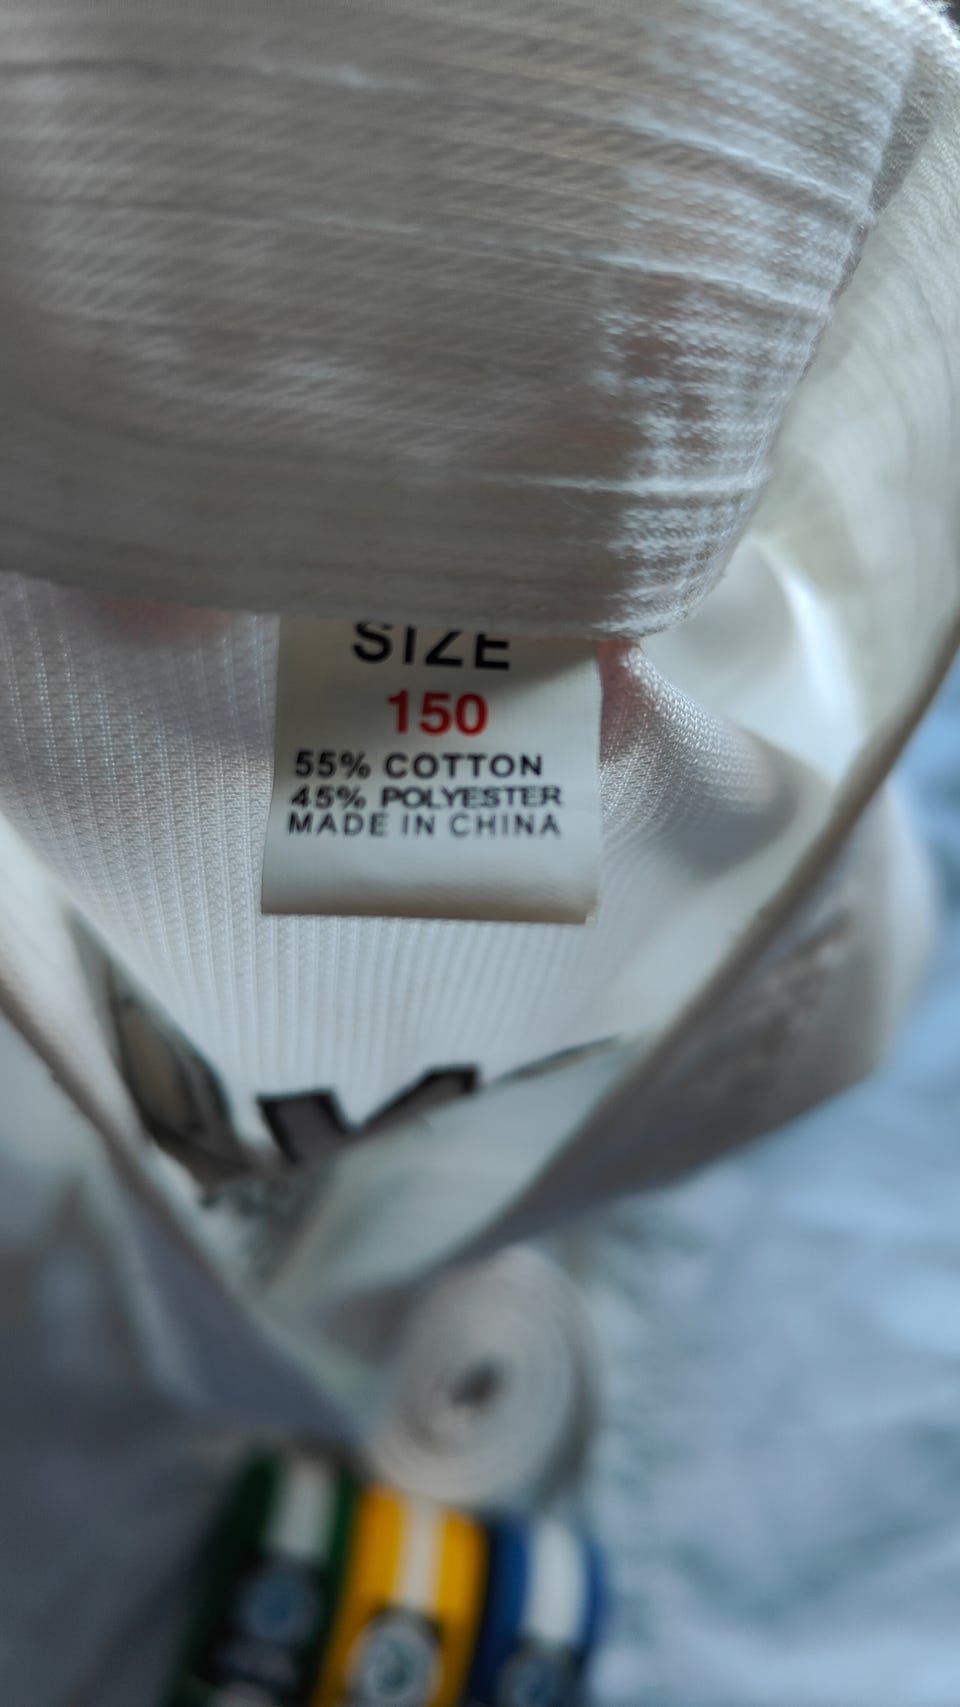 SIZE
150
55% COTTON
45% POLYESTER
MADE IN CHINA